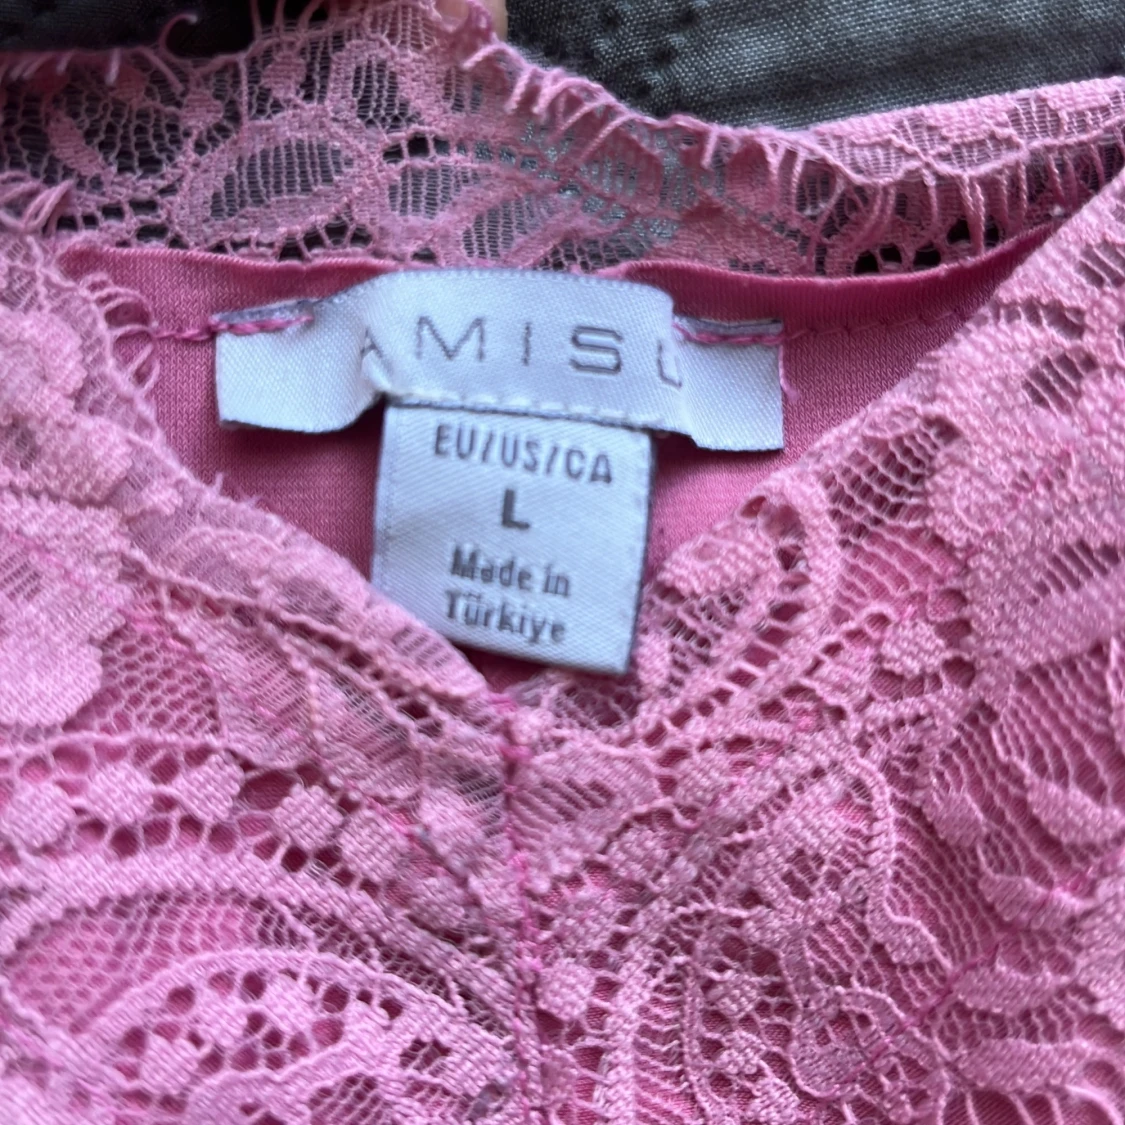 AMISU
EU/US/CA
L
Made in
Türkiye